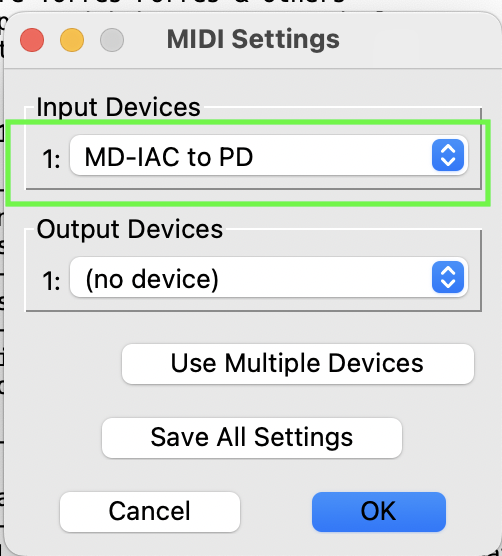 MIDI Settings
Input Devices
1: MD-IAC to PD
Output Devices
1: (no device)
Use Multiple Devices
Save All Settings
Cancel OK